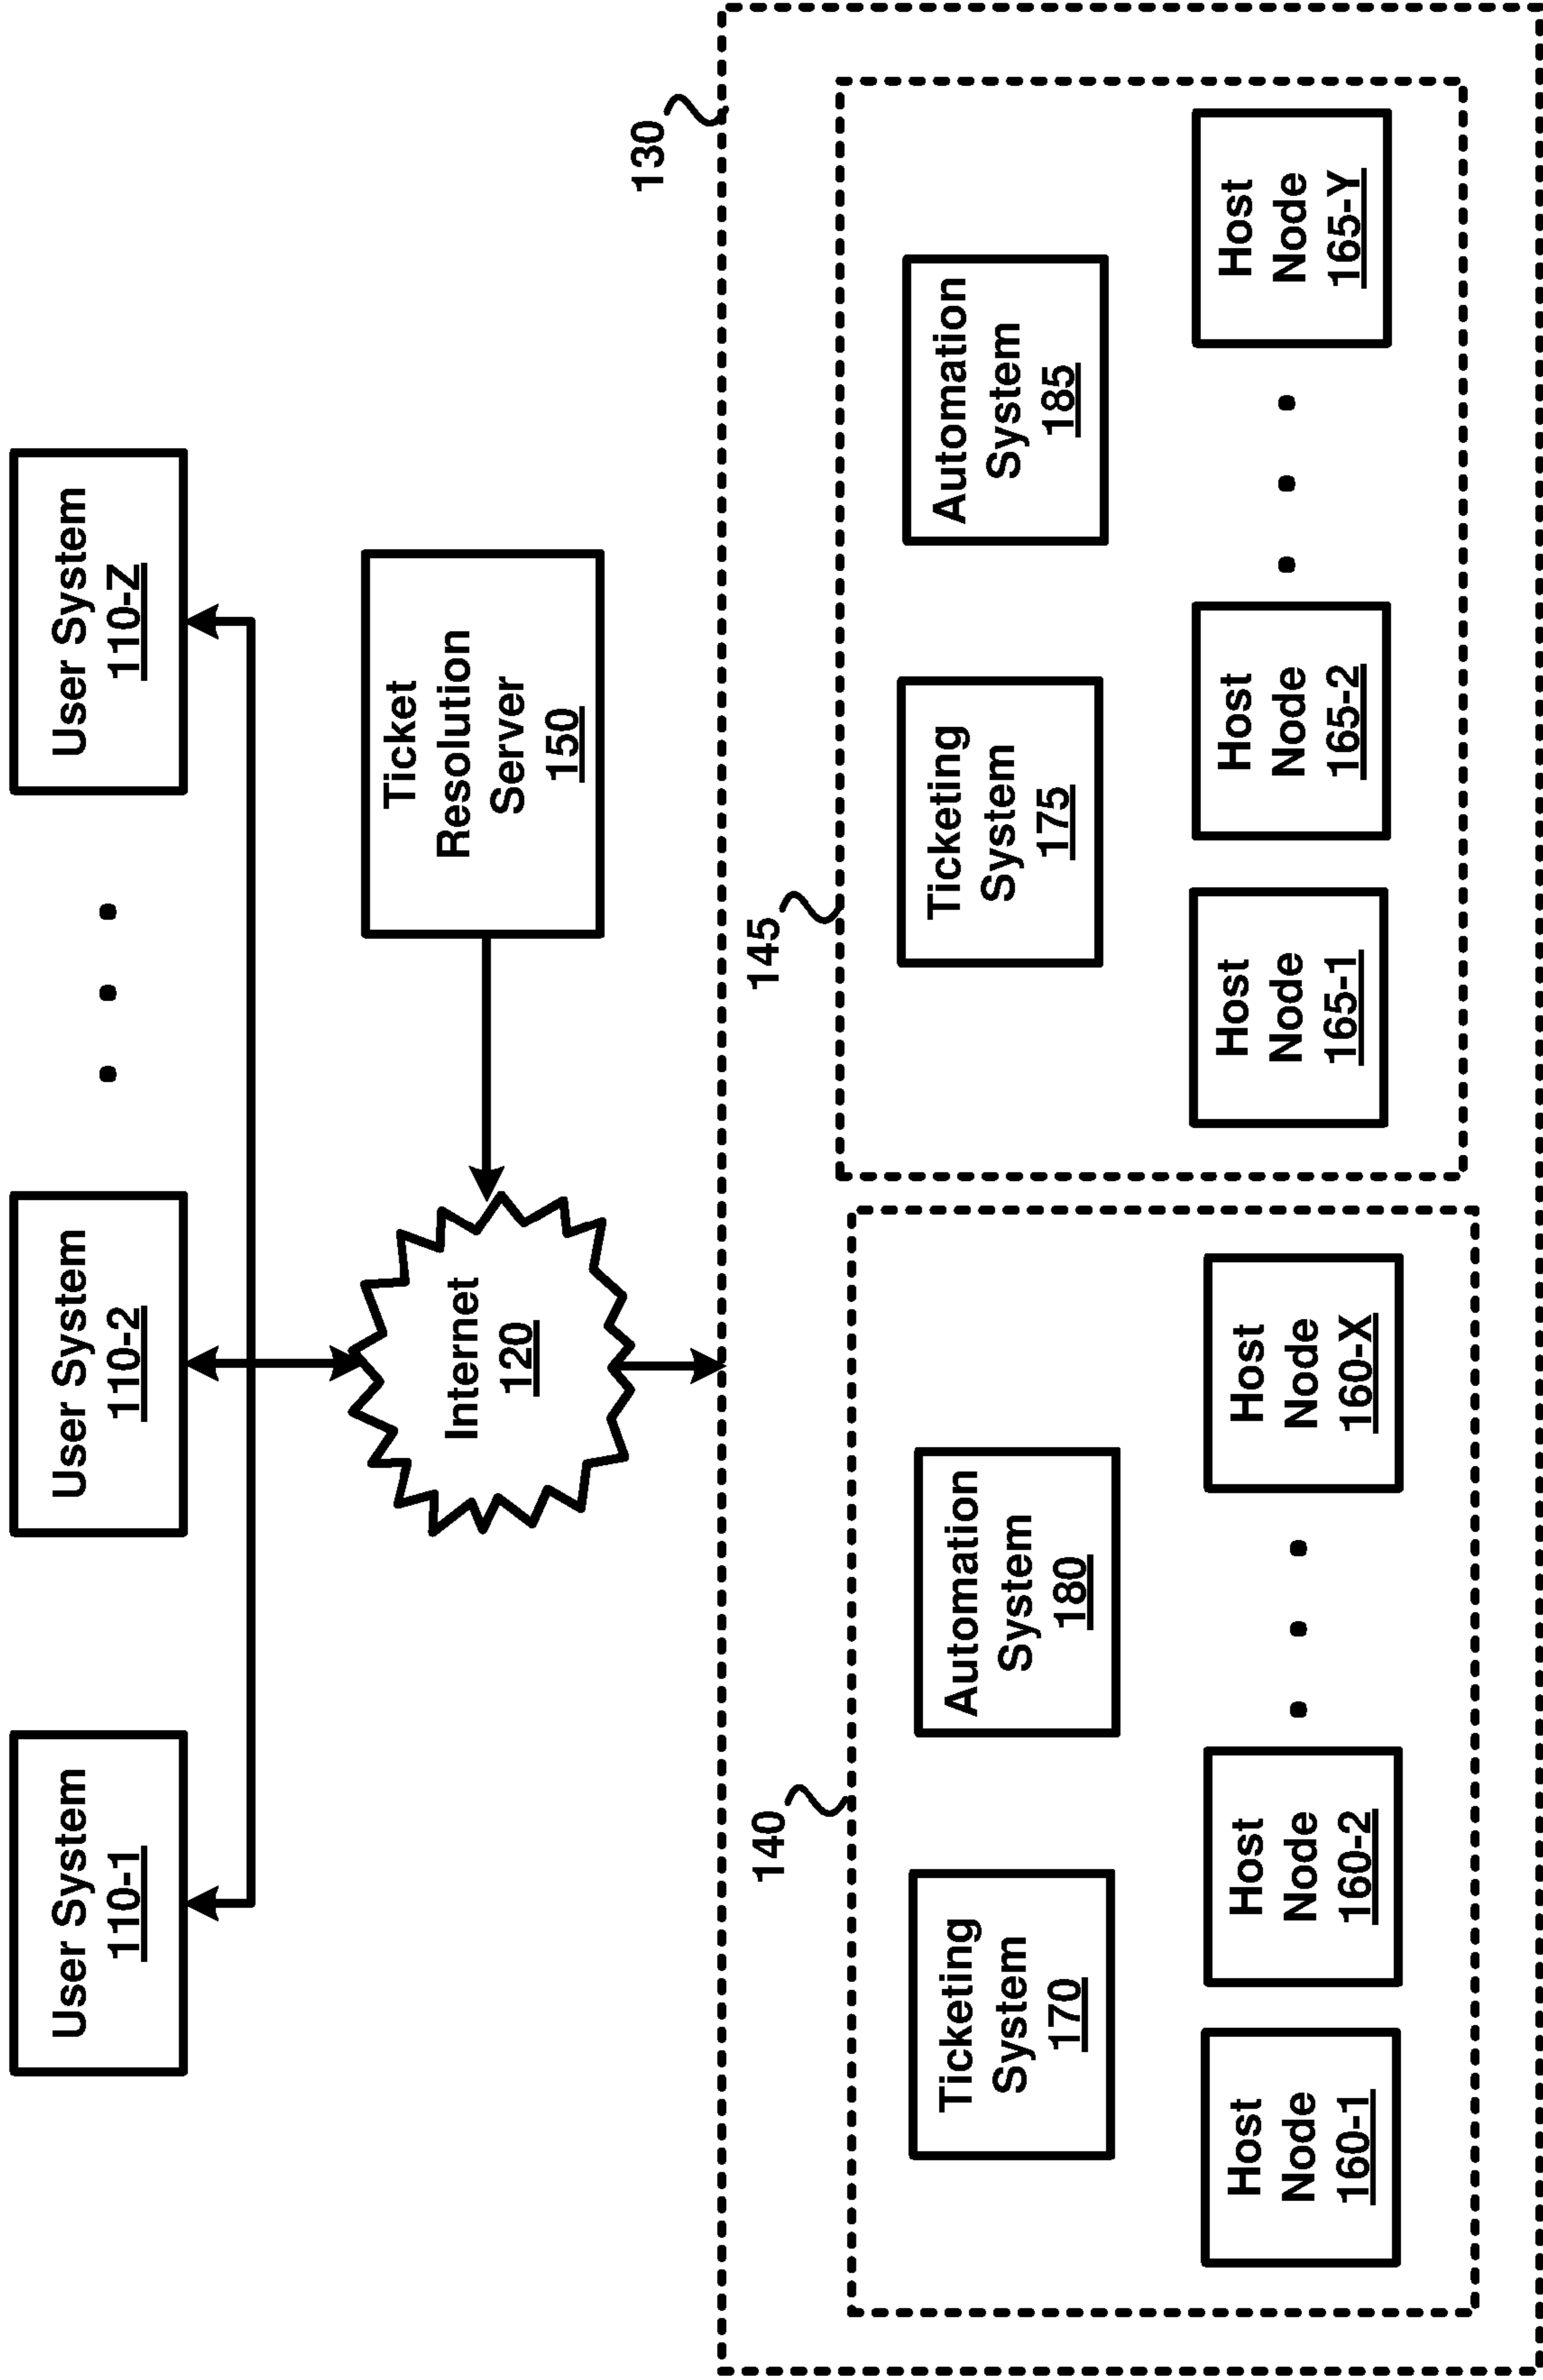 User System
110-1
User System
110-2
User System
110-Z
Internet
120
Ticket
Resolution
Server
150
130
140
145
Ticketing
System
170
Automation
System
180
Ticketing
System
175
Automation
System
185
Host
Node
160-1
Host
Node
160-2
Host
Node
160-X
Host
Node
165-1
Host
Node
165-2
Host
Node
165-Y